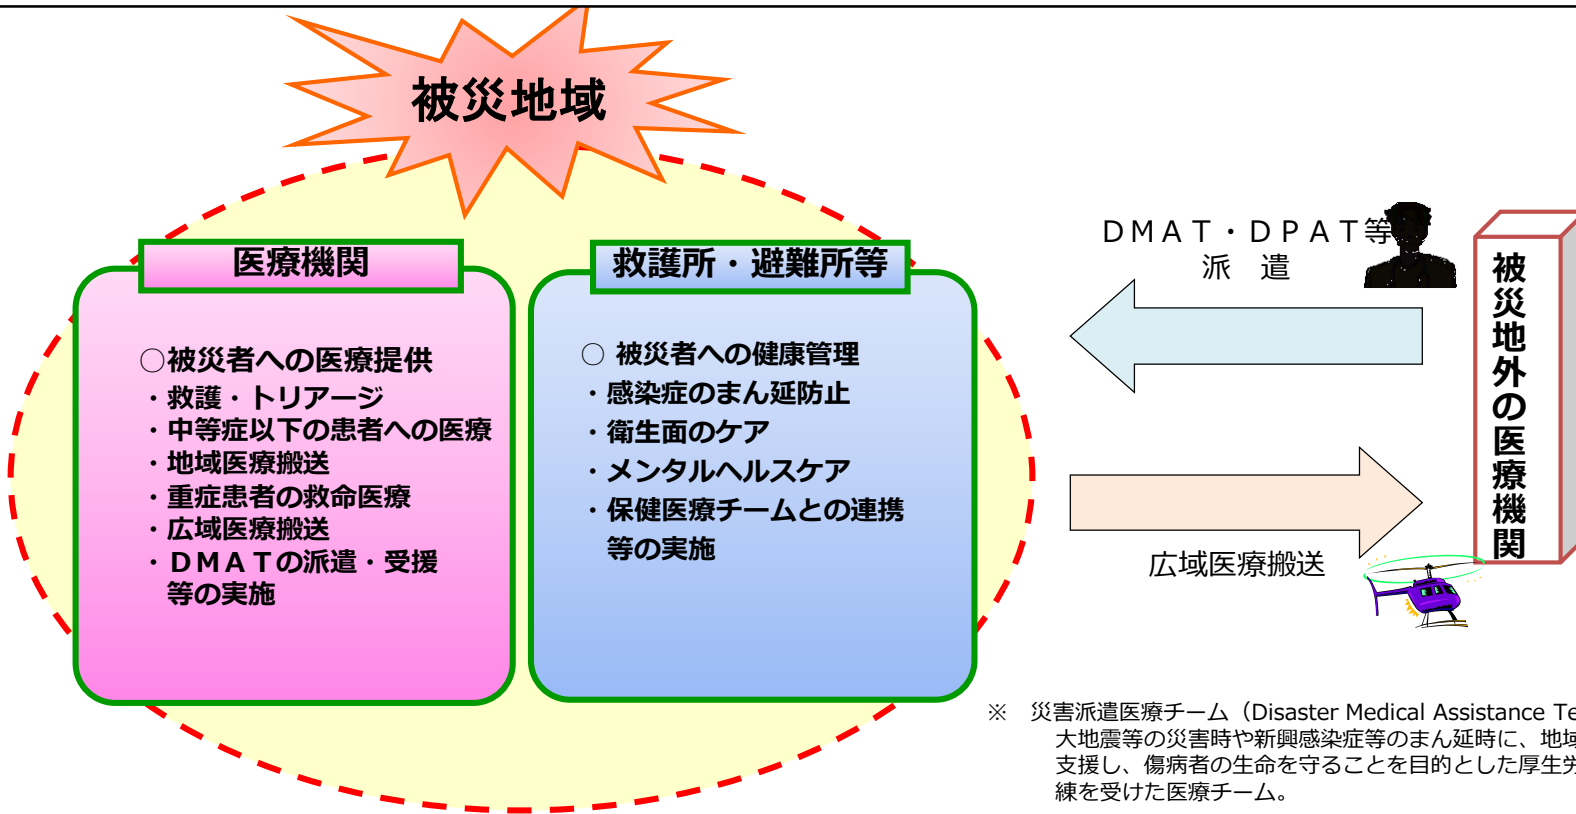 被災地域
医療機関
○被災者への医療提供
・救護・トリアージ
・中等症以下の患者への医療
・地域医療搬送
・重症患者の救命医療
・広域医療搬送
・ＤＭＡＴの派遣・受援
等の実施
救護所・避難所等
○ 被災者への健康管理
・感染症のまん延防止
・衛生面のケア
・メンタルヘルスケア
・保健医療チームとの連携
等の実施
ＤＭＡＴ・ＤＰＡＴ等
派　遣
広域医療搬送
被災地外の医療機関
※　災害派遣医療チーム（Disaster Medical Assistance Te
大地震等の災害時や新興感染症等のまん延時に、地域
支援し、傷病者の生命を守ることを目的とした厚生労
練を受けた医療チーム。